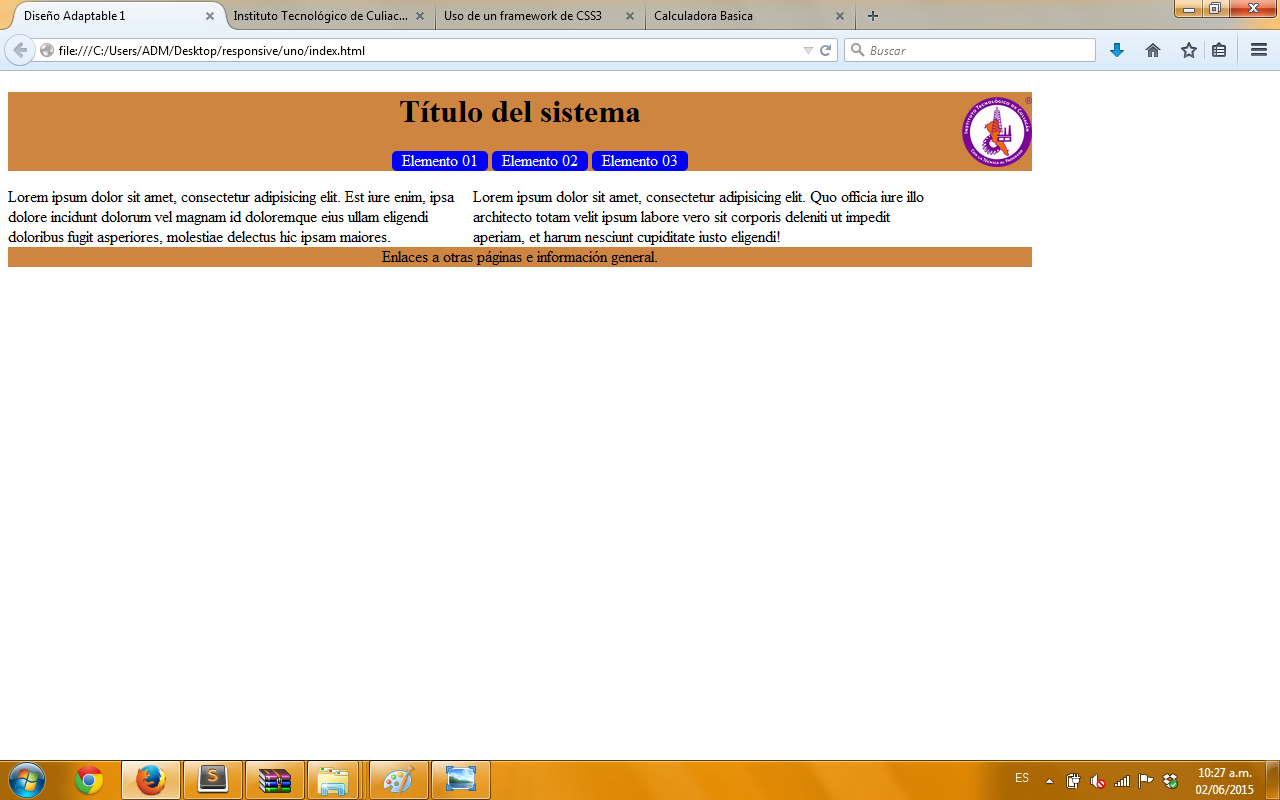 Diseño Adaptable 1
Instituto Tecnológico de Culiac...
Uso de un framework de CSS3
Calculadora Basica
file:///C:/Users/ADM/Desktop/responsive/uno/index.html
Buscar
Título del sistema
INSTITUTO TECNOLÓGICO DE CULIACÁN
®
Elemento 01 Elemento 02 Elemento 03
Lorem ipsum dolor sit amet, consectetur adipisicing elit. Est iure enim, ipsa
dolore incidunt dolorum vel magnam id doloremque eius ullam eligendi
doloribus fugit asperiores, molestiae delectus hic ipsam maiores.
Lorem ipsum dolor sit amet, consectetur adipisicing elit. Quo officia iure illo
architecto totam velit ipsum labore vero sit corporis deleniti ut impedit
aperiam, et harum nesciunt cupiditate iusto eligendi!
Enlaces a otras páginas e información general.
S
ES
10:27 a.m.
02/06/2015